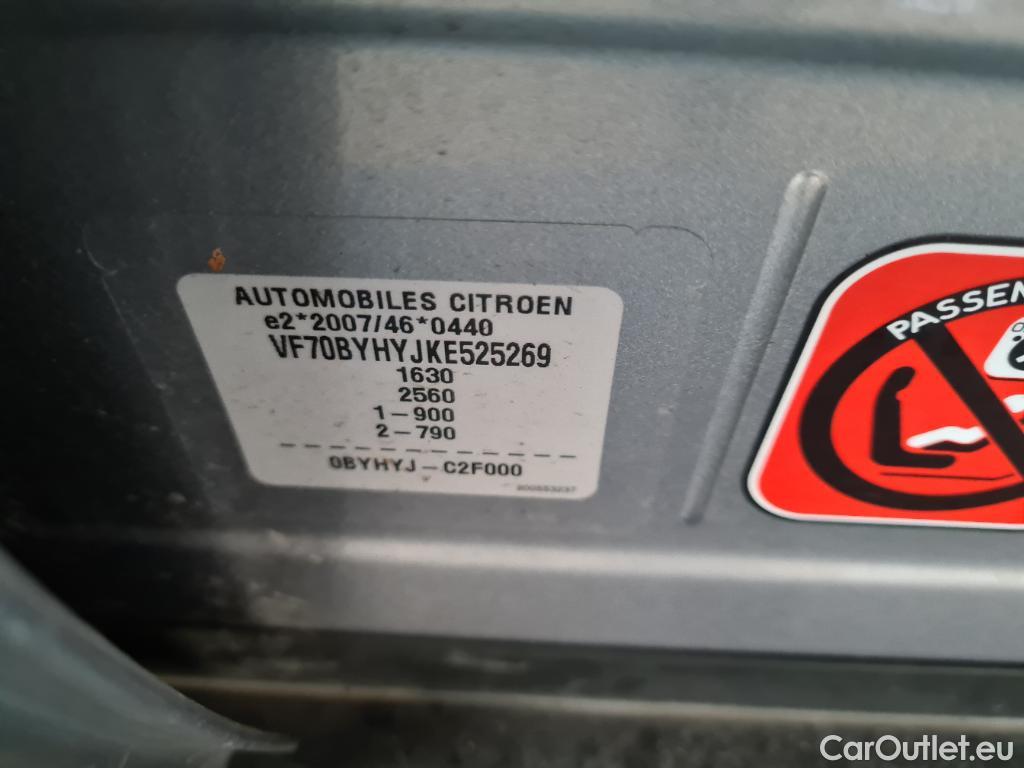 AUTOMOBILES CITROEN
e2*2007/46*0440
VF70BYHYJKE525269
1630
2560
1-900
2-790
0BYHYJ-C2F000
PASSEN
CarOutlet.eu